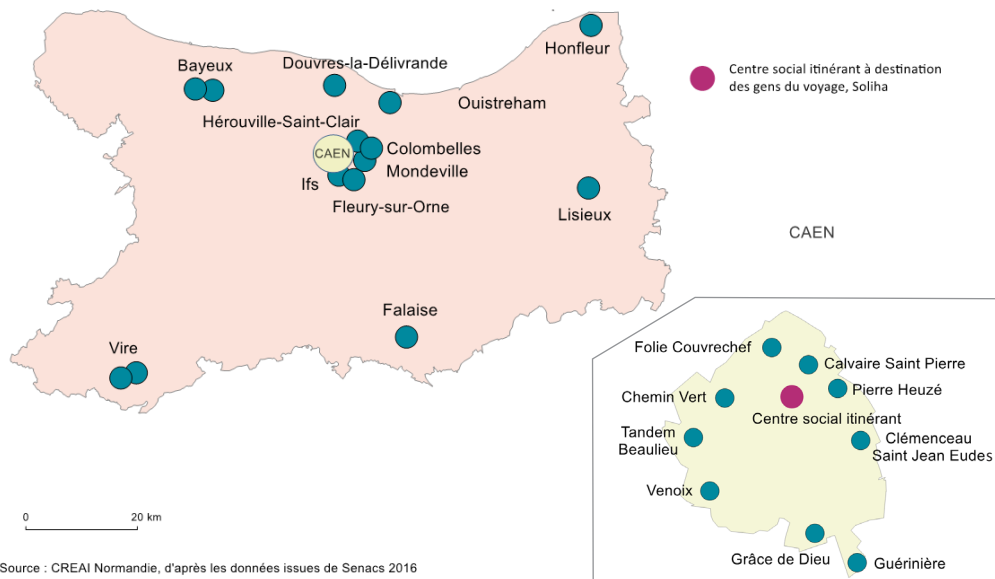 Honfleur
Bayeux
Douvres-la-Délivrande
Centre social itinérant à destination
des gens du voyage, Soliha
Ouistreham
Hérouville-Saint-Clair
CAEN
Colombelles
Mondeville
Ifs
Fleury-sur-Orne
Lisieux
CAEN
Falaise
Vire
Folie Couvrechef
Calvaire Saint Pierre
Pierre Heuzé
Chemin Vert
Centre social itinérant
Tandem
Beaulieu
Clémenceau
Saint Jean Eudes
Venoix
Grâce de Dieu
Guérinière
0 20 km
Source : CREAI Normandie, d'après les données issues de Senacs 2016